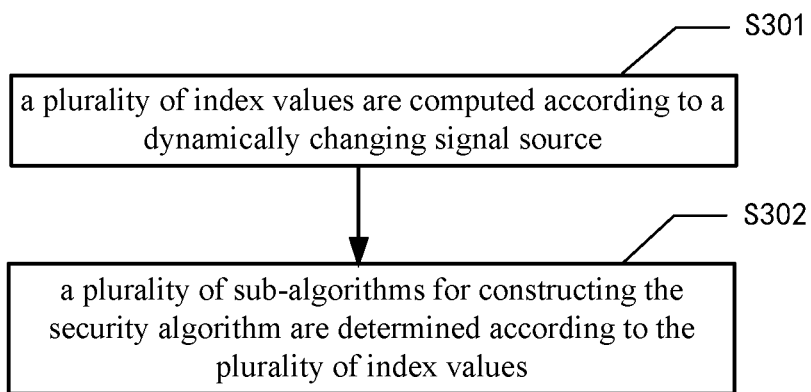 S301
a plurality of index values are computed according to a
dynamically changing signal source
S302
a plurality of sub-algorithms for constructing the
security algorithm are determined according to the
plurality of index values